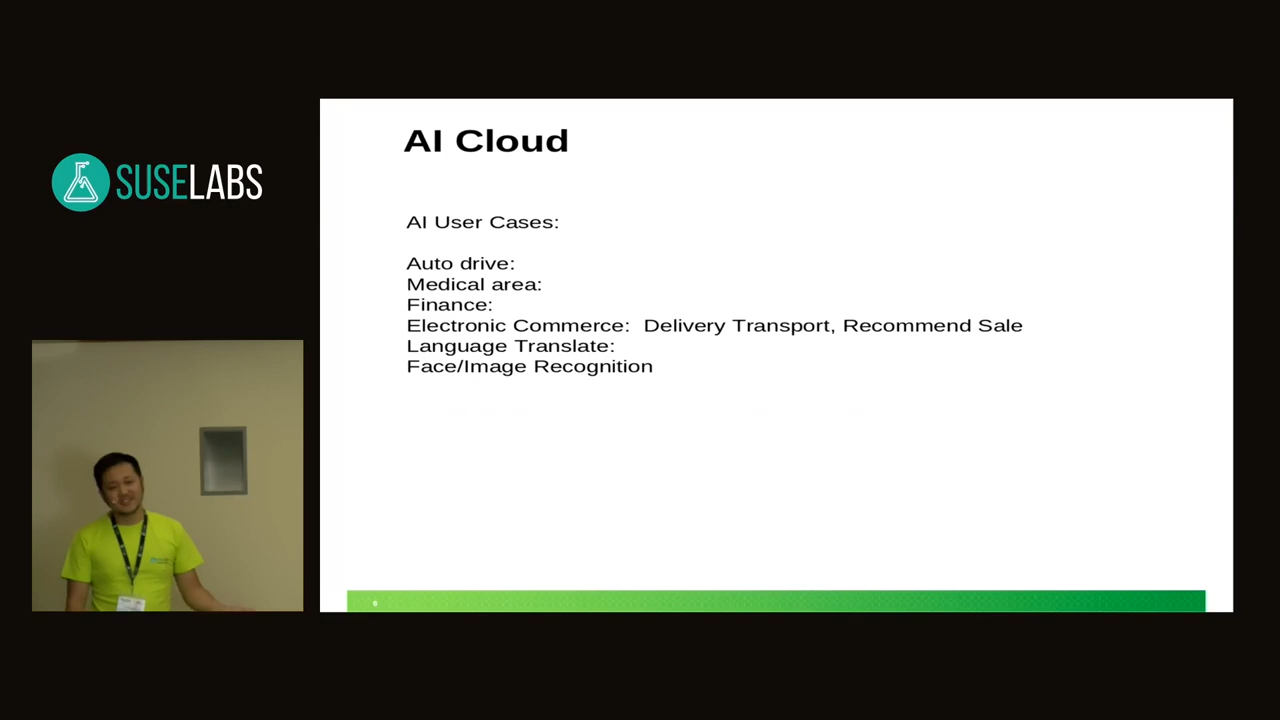 SUSELABS
AI Cloud
AI User Cases:
Auto drive:
Medical area:
Finance:
Electronic Commerce:  Delivery Transport, Recommend Sale
Language Translate:
Face/Image Recognition
6